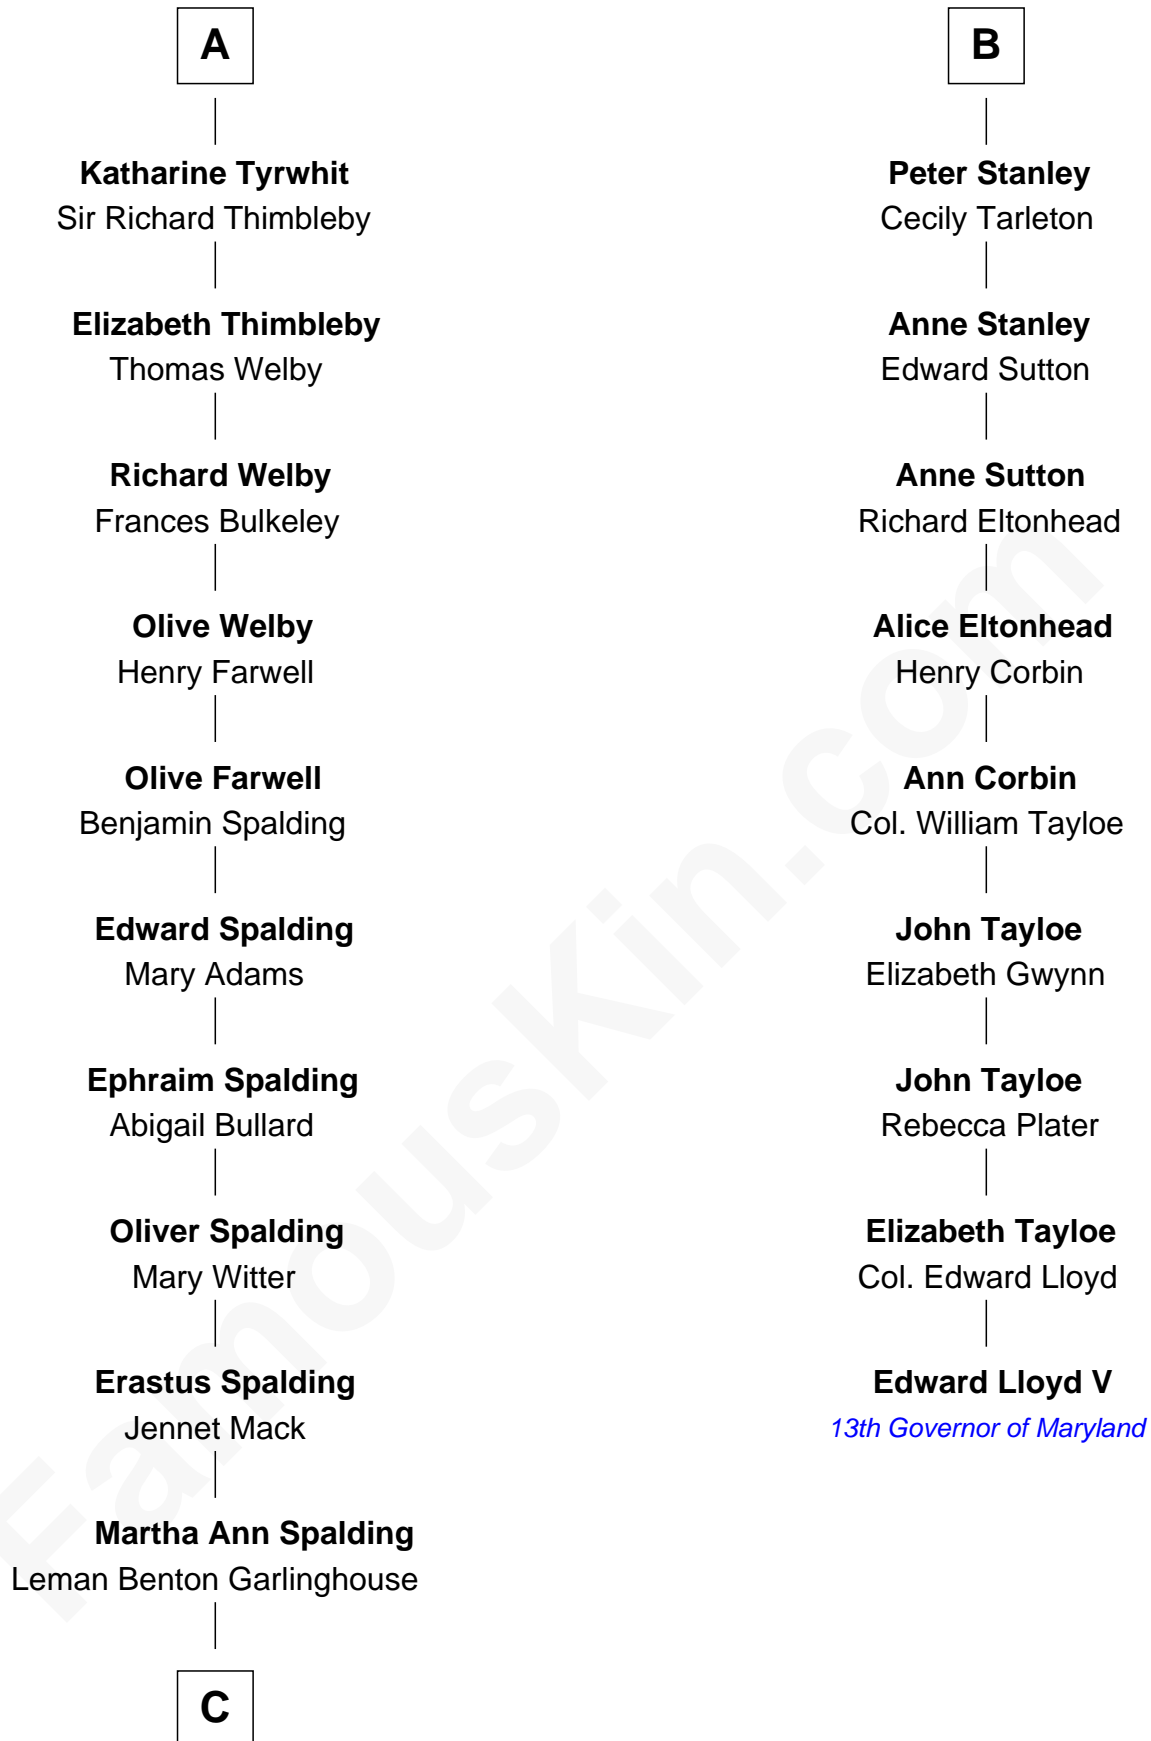 A
Katharine Tyrwhit
Sir Richard Thimbleby
Elizabeth Thimbleby
Thomas Welby
Richard Welby
Frances Bulkeley
Olive Welby
Henry Farwell
Olive Farwell
Benjamin Spalding
Edward Spalding
Mary Adams
Ephraim Spalding
Abigail Bullard
Oliver Spalding
Mary Witter
Erastus Spalding
Jennet Mack
Martha Ann Spalding
Leman Benton Garlinghouse
C
B
Peter Stanley
Cecily Tarleton
Anne Stanley
Edward Sutton
Anne Sutton
Richard Eltonhead
Alice Eltonhead
Henry Corbin
Ann Corbin
Col. William Tayloe
John Tayloe
Elizabeth Gwynn
John Tayloe
Rebecca Plater
Elizabeth Tayloe
Col. Edward Lloyd
Edward Lloyd V
13th Governor of Maryland
FamousKin.com